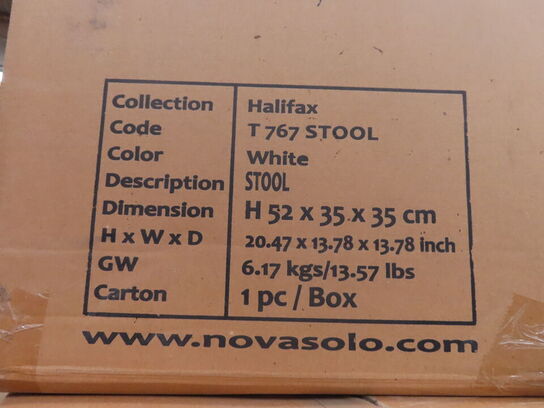 Collection Halifax
Code T 767 STOOL
Color White
Description STOOL
Dimension H 52 x 35 x 35 cm
H x W x D 20.47 x 13.78 x 13.78 inch
GW 6.17 kgs/13.57 lbs
Carton 1 pc / Box
www.novasolo.com